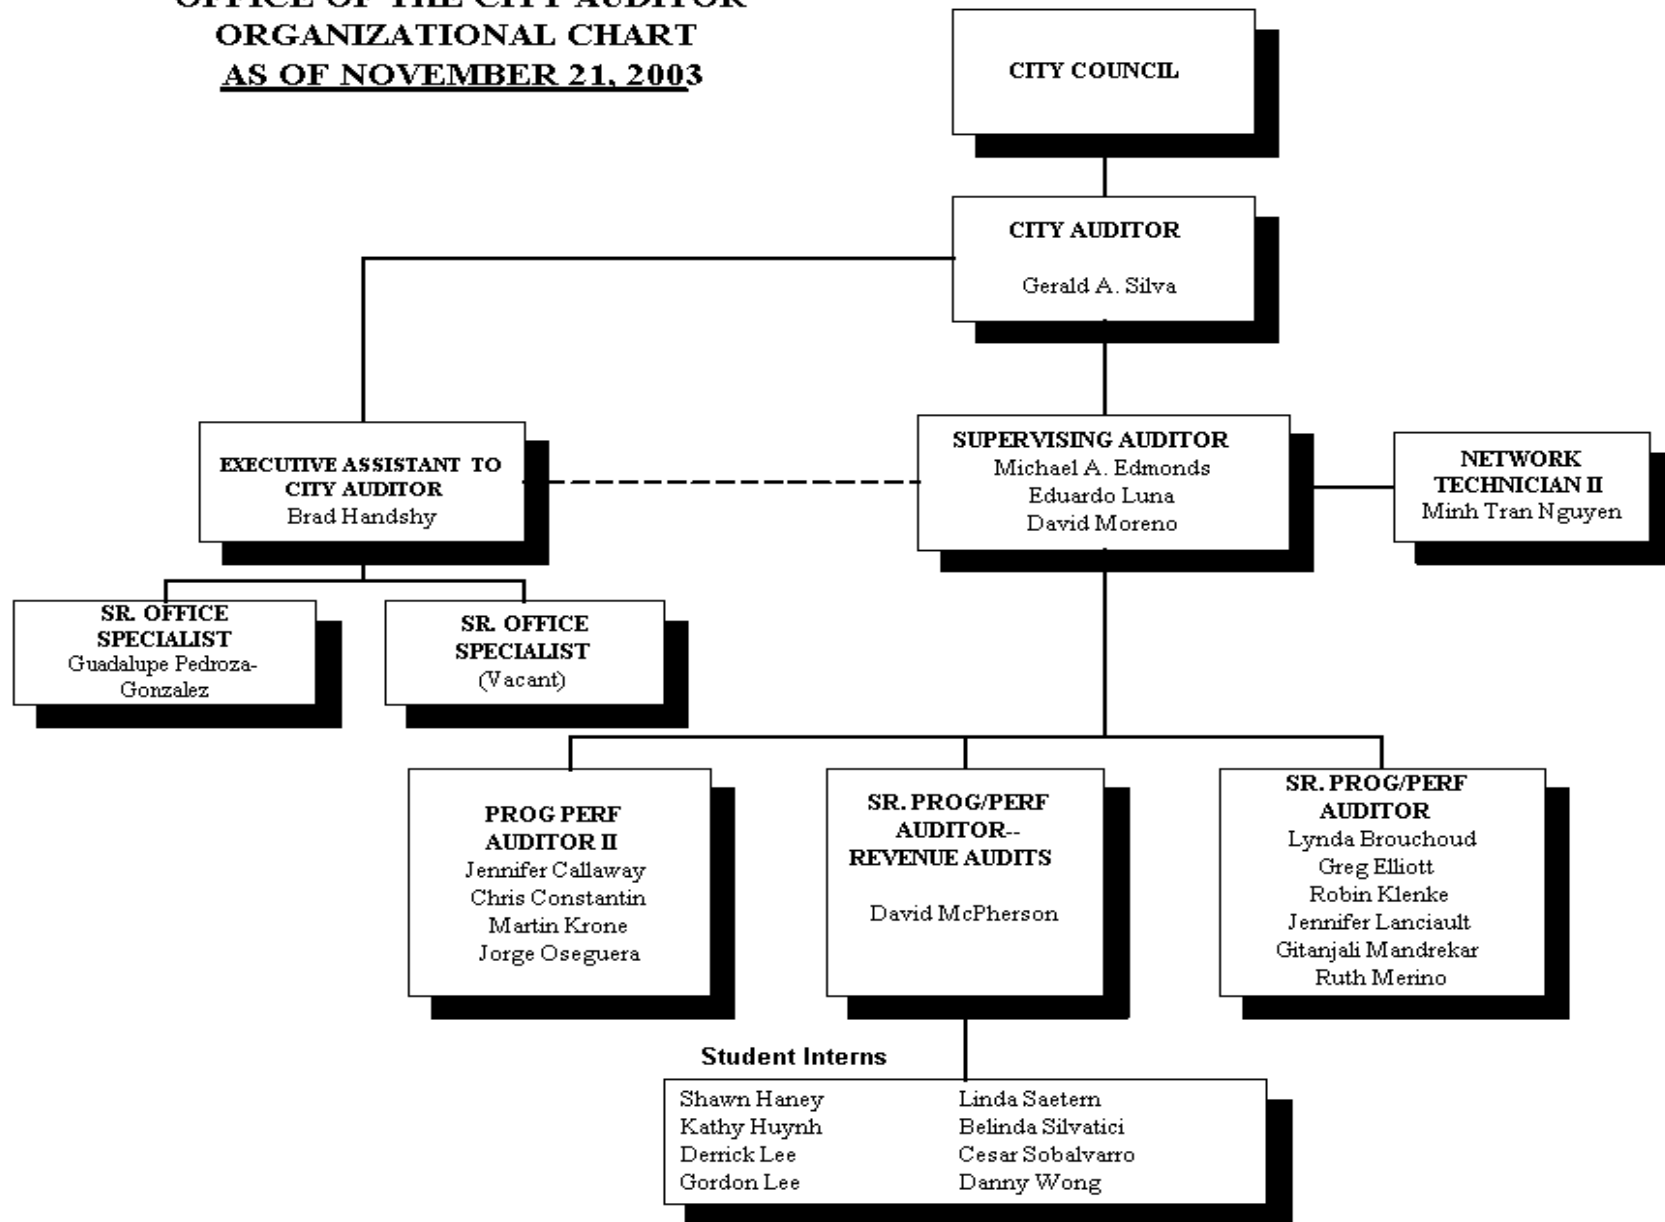 OFFICE OF THE CITY AUDITOR
ORGANIZATIONAL CHART
AS OF NOVEMBER 21, 2003
CITY COUNCIL
CITY AUDITOR
Gerald A. Silva
EXECUTIVE ASSISTANT TO
CITY AUDITOR
Brad Handshy
SUPERVISING AUDITOR
Michael A. Edmonds
Eduardo Luna
David Moreno
NETWORK
TECHNICIAN II
Minh Tran Nguyen
SR. OFFICE
SPECIALIST
Guadalupe Pedroza-
Gonzalez
SR. OFFICE
SPECIALIST
(Vacant)
PROG PERF
AUDITOR II
Jennifer Callaway
Chris Constantin
Martin Krone
Jorge Oseguera
SR. PROG/PERF
AUDITOR--
REVENUE AUDITS
David McPherson
SR. PROG/PERF
AUDITOR
Lynda Brouchoud
Greg Elliott
Robin Klenke
Jennifer Lanciault
Gitanjali Mandrekar
Ruth Merino
Student Interns
Shawn Haney
Kathy Huynh
Derrick Lee
Gordon Lee
Linda Saetern
Belinda Silvatici
Cesar Sobalvarro
Danny Wong